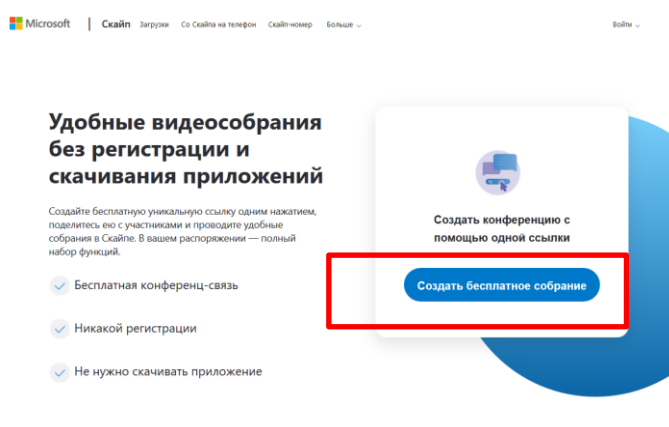 Microsoft | Скайп Загрузки Со Скайпа на телефон Скайп-номер Больше Войти
Удобные видеособрания
без регистрации и
скачивания приложений
Создайте бесплатную уникальную ссылку одним нажатием,
поделитесь ею с участниками и проводите удобные
собрания в Скайпе. В вашем распоряжении — полный
набор функций.
Бесплатная конференц-связь
Никакой регистрации
Не нужно скачивать приложение
Создать конференцию с
помощью одной ссылки
Создать бесплатное собрание